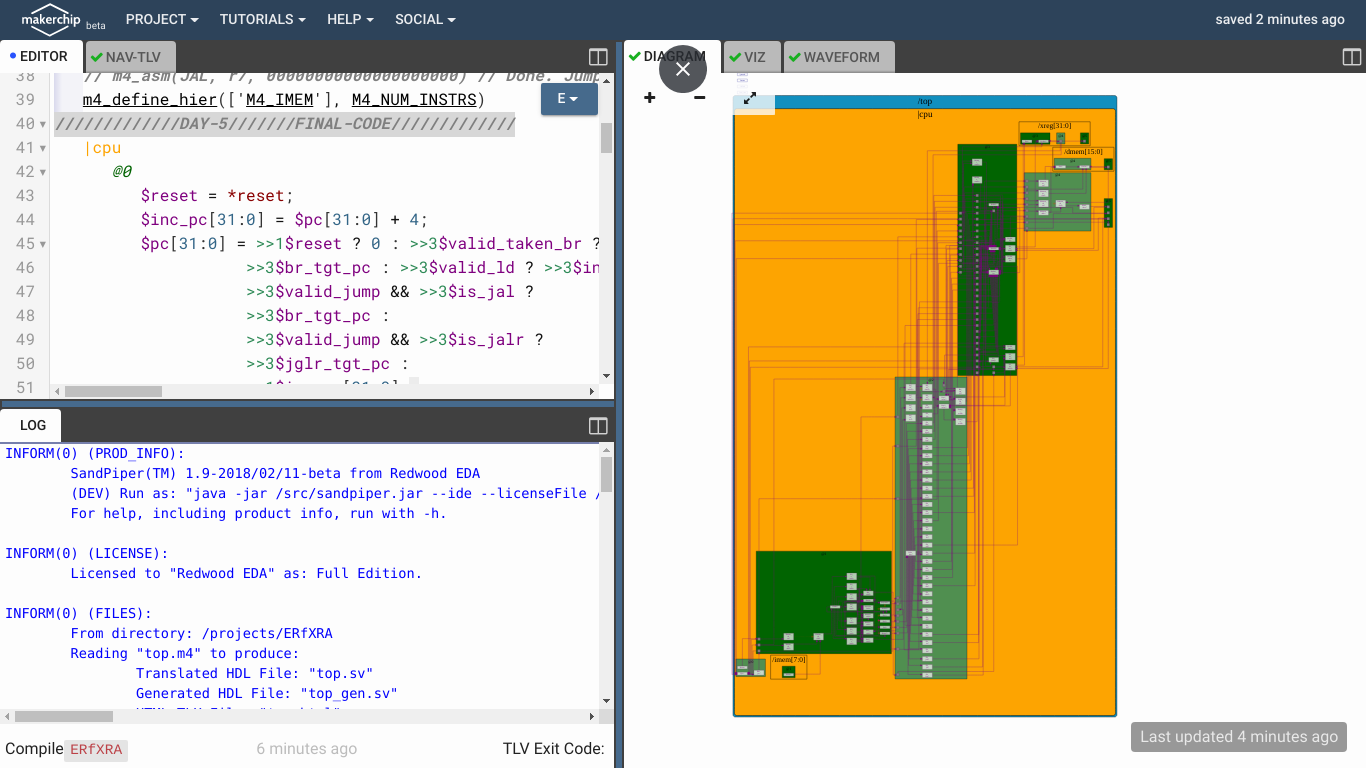 makerchip beta PROJECT TUTORIALS HELP SOCIAL saved 2 minutes ago
EDITOR NAV-TLV
38 // m4_asm(JAL, r7, 00000000000000000000) // Done. Jump
39 m4_define_hier(['M4_IMEM'], M4_NUM_INSTRS)
E
40 /////////////DAY-5///////FINAL-CODE/////////////
41 |cpu
42 @0
43 $reset = *reset;
44 $inc_pc[31:0] = $pc[31:0] + 4;
45 $pc[31:0] = >>1$reset ? 0 : >>3$valid_taken_br ?
46 >>3$br_tgt_pc : >>3$valid_ld ? >>3$in
47 >>3$valid_jump && >>3$is_jal ?
48 >>3$br_tgt_pc :
49 >>3$valid_jump && >>3$is_jalr ?
50 >>3$jglr_tgt_pc :
51
LOG
INFORM(0) (PROD_INFO):
SandPiper(TM) 1.9-2018/02/11-beta from Redwood EDA
(DEV) Run as: "java -jar /src/sandpiper.jar --ide --licenseFile /
For help, including product info, run with -h.
INFORM(0) (LICENSE):
Licensed to "Redwood EDA" as: Full Edition.
INFORM(0) (FILES):
From directory: /projects/ERfXRA
Reading "top.m4" to produce:
Translated HDL File: "top.sv"
Generated HDL File: "top_gen.sv"
Compile ERfXRA 6 minutes ago TLV Exit Code:
DIAGRAM VIZ WAVEFORM
/top
|cpu
/xreg[31:0]
/dmem[15:0]
/imem[7:0]
Last updated 4 minutes ago